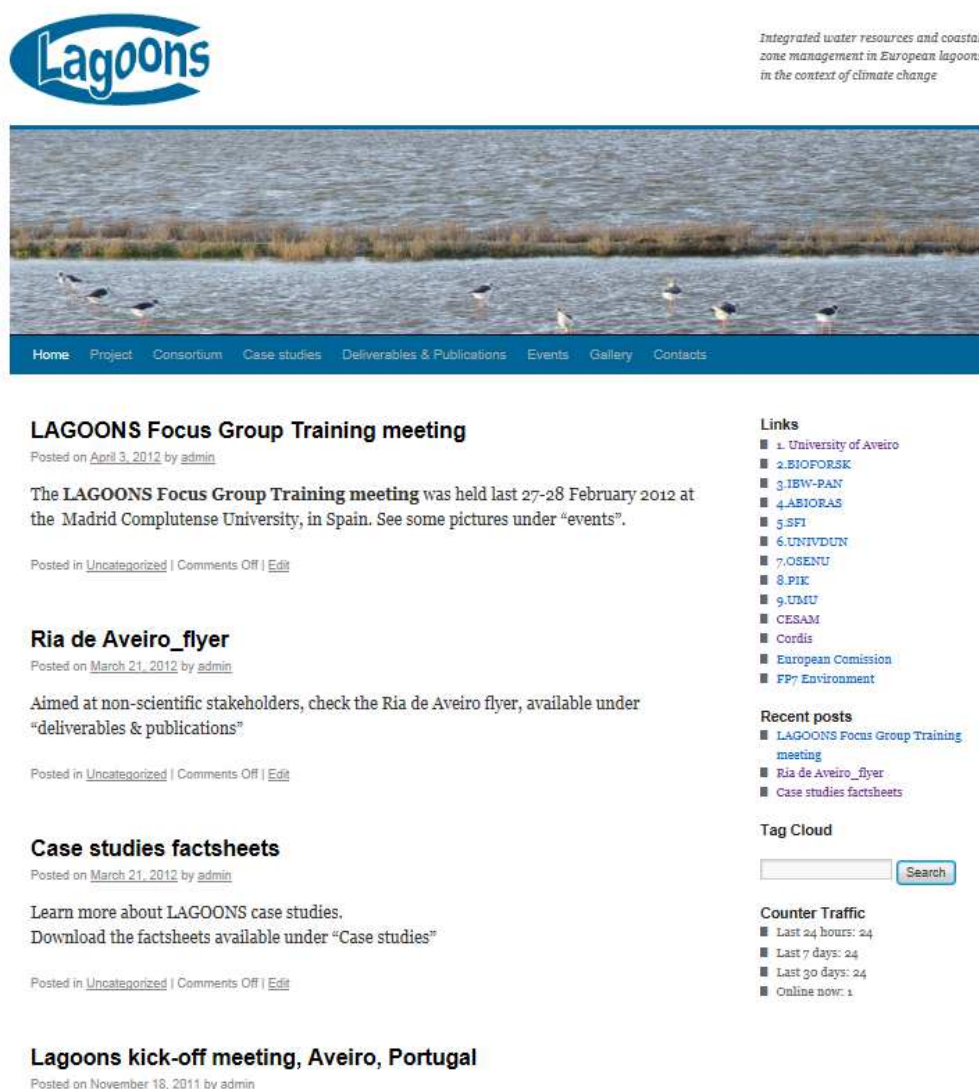 Lagoons
Integrated water resources and coastal
zone management in European lagoons
in the context of climate change
Home Project Consortium Case studies Deliverables & Publications Events Gallery Contacts
LAGOONS Focus Group Training meeting
Posted on April 3, 2012 by admin
The LAGOONS Focus Group Training meeting was held last 27-28 February 2012 at
the Madrid Complutense University, in Spain. See some pictures under “events”.
Posted in Uncategorized | Comments Off | Edit
Ria de Aveiro_flyer
Posted on March 21, 2012 by admin
Aimed at non-scientific stakeholders, check the Ria de Aveiro flyer, available under
“deliverables & publications”
Posted in Uncategorized | Comments Off | Edit
Case studies factsheets
Posted on March 21, 2012 by admin
Learn more about LAGOONS case studies.
Download the factsheets available under “Case studies”
Posted in Uncategorized | Comments Off | Edit
Lagoons kick-off meeting, Aveiro, Portugal
Posted on November 18, 2011 by admin
Links
1. University of Aveiro
2.BIOFORSK
3.IBW-PAN
4.ABIORAS
5.SFI
6.UNIVDUN
7.OSENU
8.PIK
9.UMU
CESAM
Cordis
European Comission
FP7 Environment
Recent posts
LAGOONS Focus Group Training
meeting
Ria de Aveiro_flyer
Case studies factsheets
Tag Cloud
Search
Counter Traffic
Last 24 hours: 24
Last 7 days: 24
Last 30 days: 24
Online now: 1